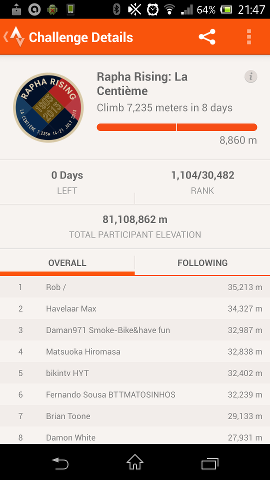 64% 21:47
Challenge Details
RAPHA RISING
Rapha Rising: La
Centième
Climb 7,235 meters in 8 days
8,860 m
0 Days
LEFT
1,104/30,482
RANK
81,108,862 m
TOTAL PARTICIPANT ELEVATION
OVERALL
FOLLOWING
1 Rob / 35,213 m
2 Havelaar Max 34,327 m
3 Daman971 Smoke-Bike&have fun 32,987 m
4 Matsuoka Hiromasa 32,838 m
5 bikintv HYT 32,402 m
6 Fernando Sousa BTTMATOSINHOS 32,239 m
7 Brian Toone 29,133 m
8 Damon White 27,931 m